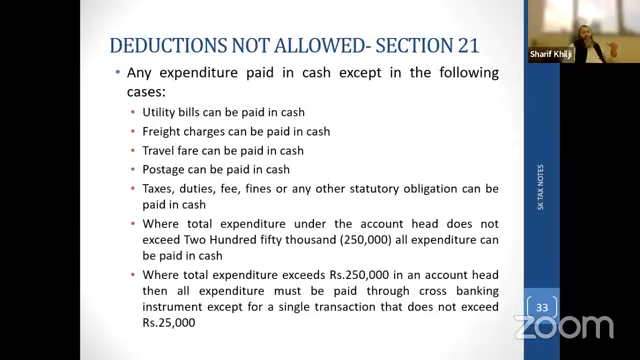 DEDUCTIONS NOT ALLOWED- SECTION 21
• Any expenditure paid in cash except in the following
cases:
• Utility bills can be paid in cash
• Freight charges can be paid in cash
• Travel fare can be paid in cash
• Postage can be paid in cash
• Taxes, duties, fee, fines or any other statutory obligation can be
paid in cash
• Where total expenditure under the account head does not
exceed Two Hundred fifty thousand (250,000) all expenditure can
be paid in cash
• Where total expenditure exceeds Rs.250,000 in an account head
then all expenditure must be paid through cross banking
instrument except for a single transaction that does not exceed
Rs.25,000
Sharif Khilji
SK TAX NOTES
33
zoom